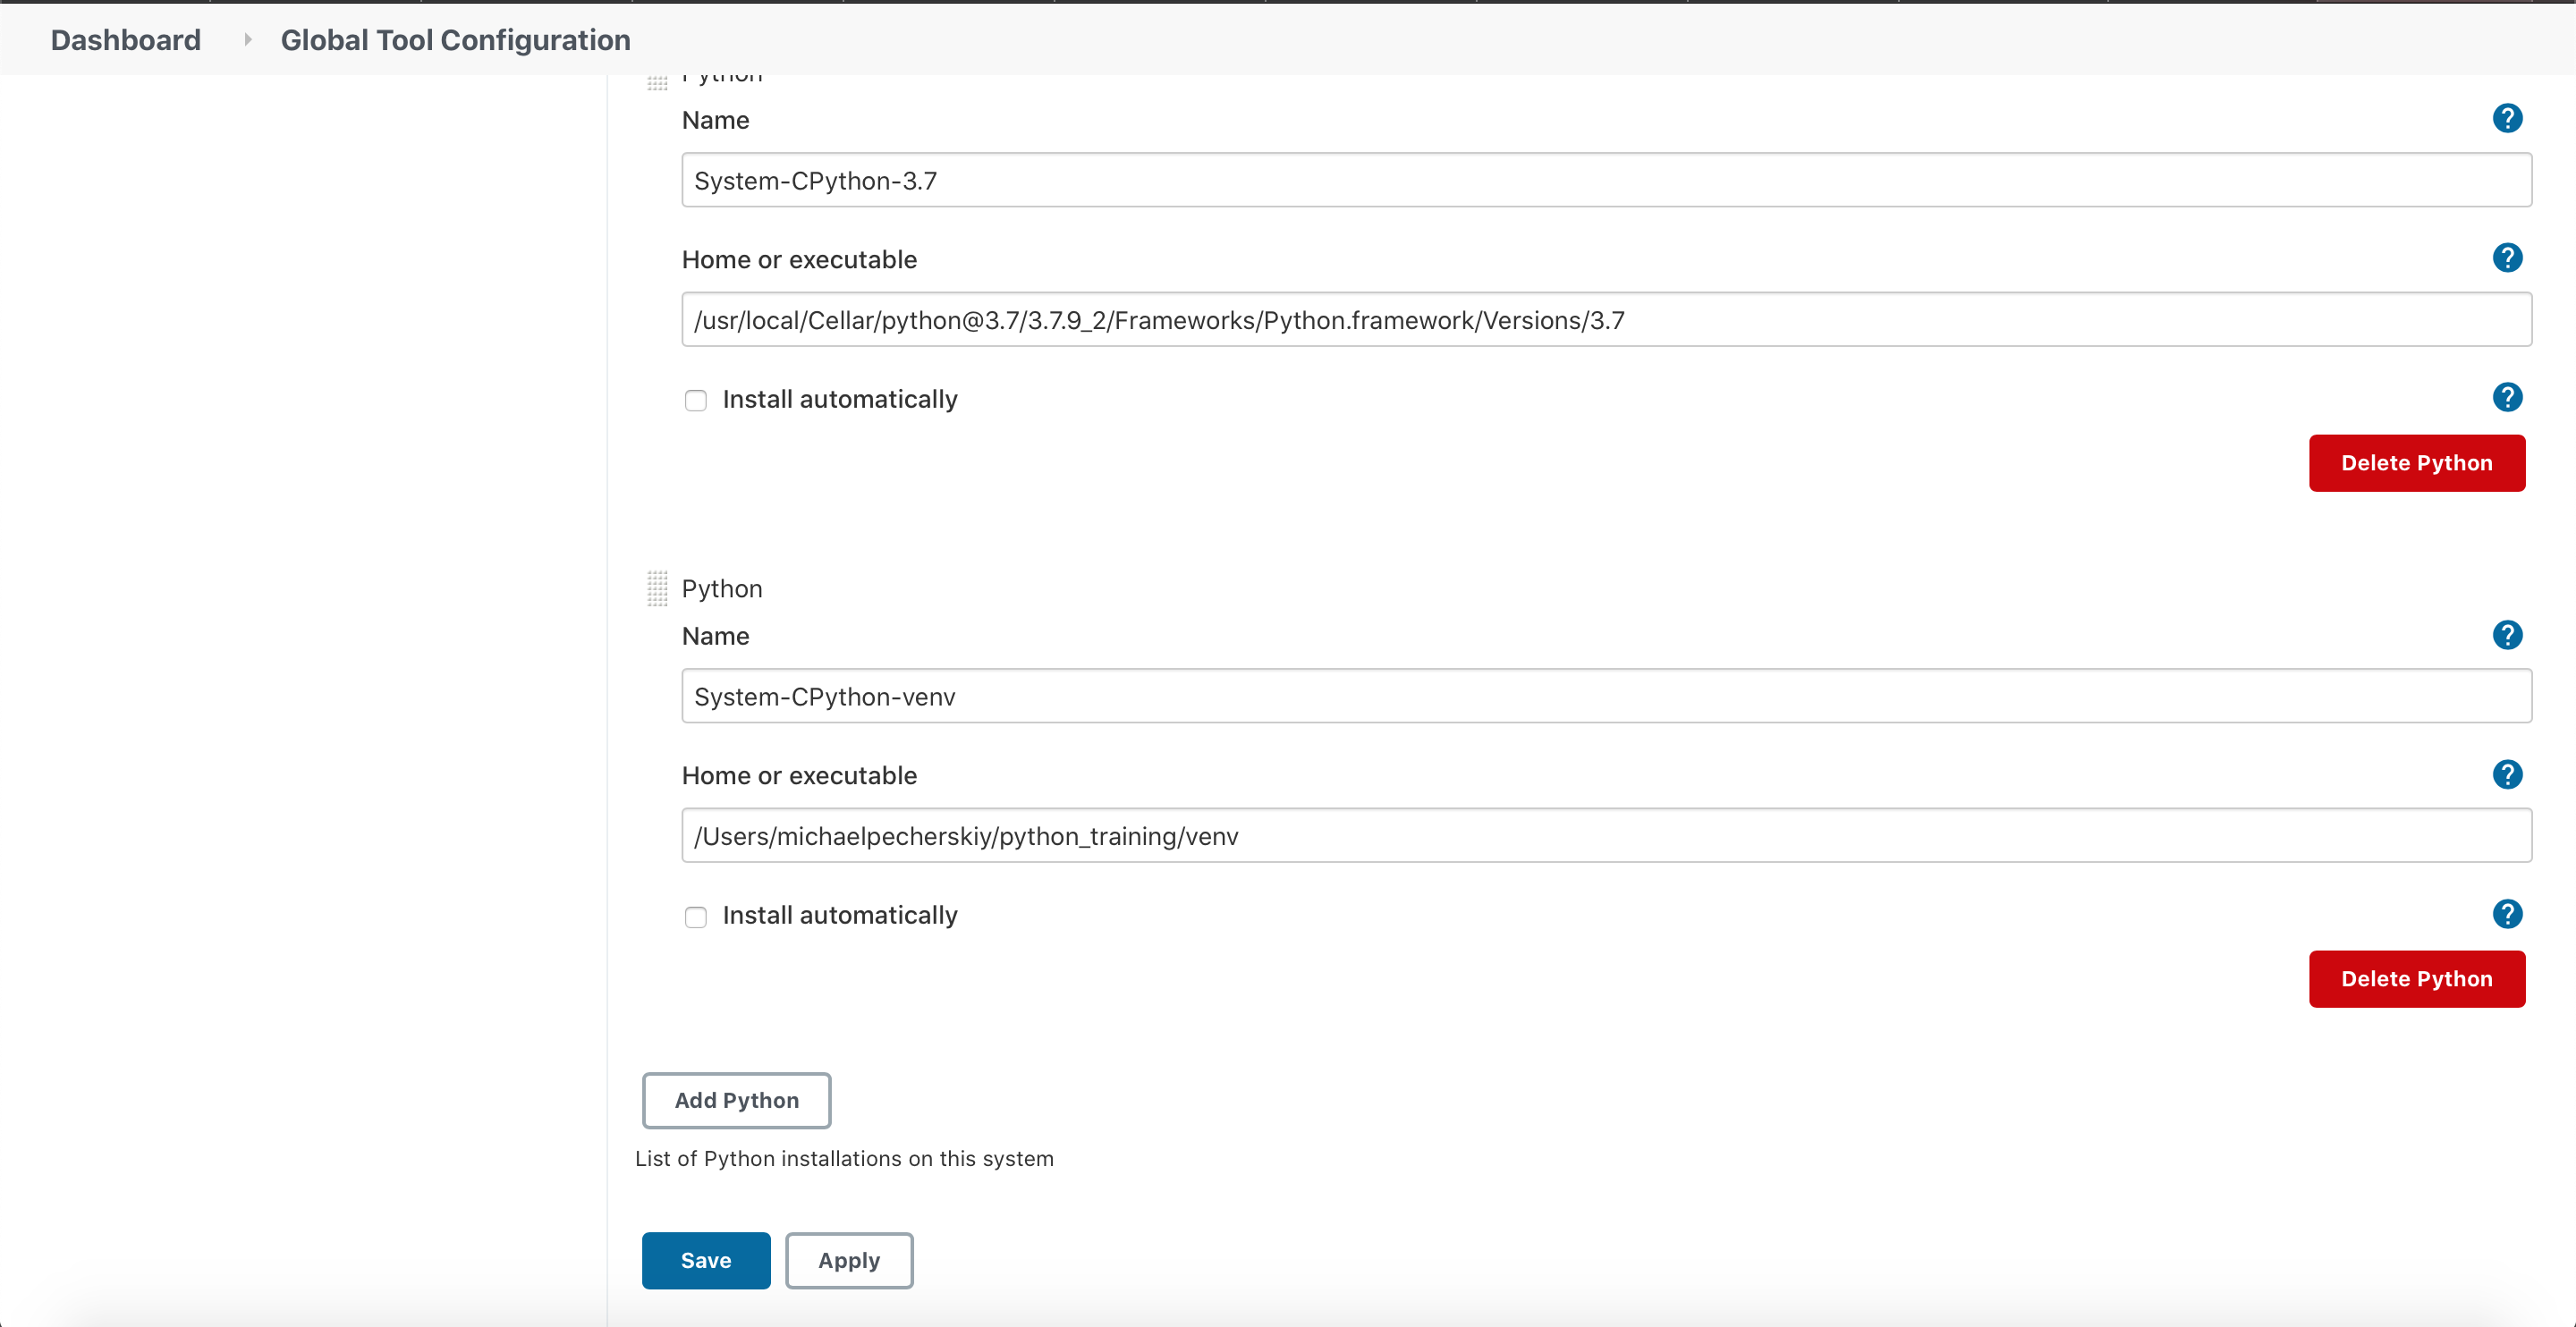 Dashboard Global Tool Configuration
Python
Name
?
System-CPython-3.7
Home or executable
?
/usr/local/Cellar/python@3.7/3.7.9_2/Frameworks/Python.framework/Versions/3.7
Install automatically
?
Delete Python
Python
Name
?
System-CPython-venv
Home or executable
?
/Users/michaelpecherskiy/python_training/venv
Install automatically
?
Delete Python
Add Python
List of Python installations on this system
Save Apply